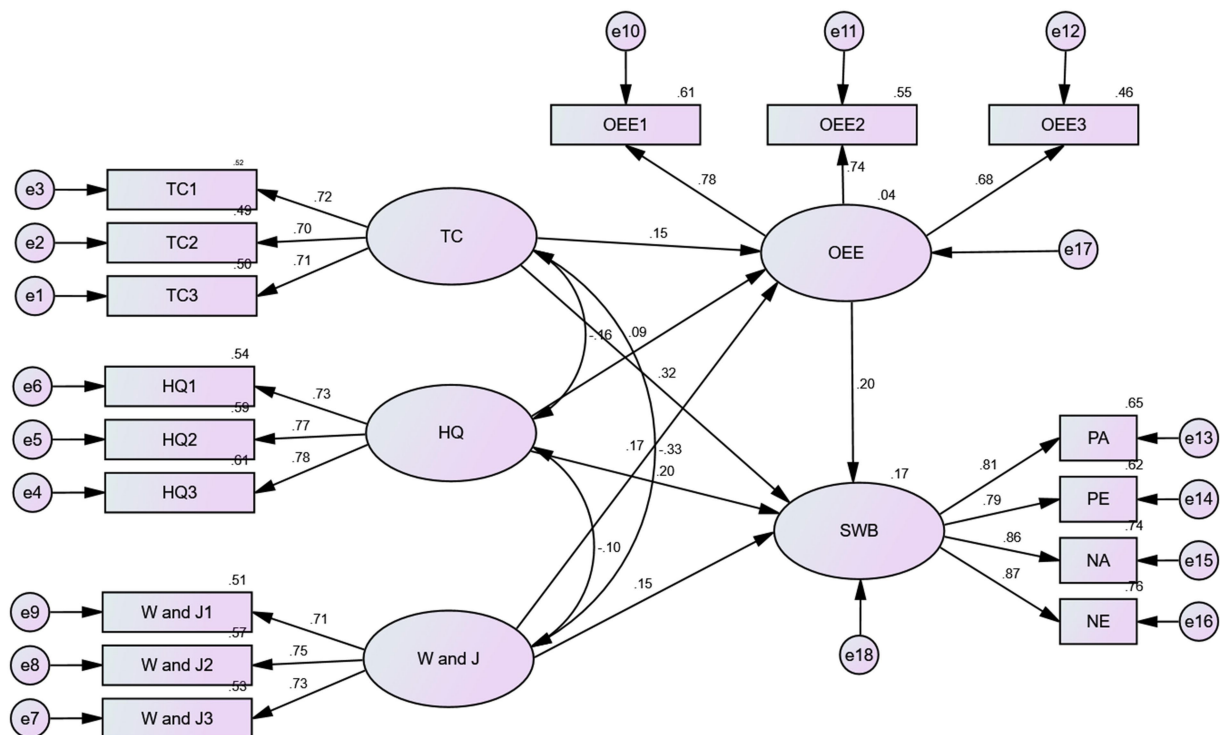 e10
e11
e12
.61
.55
.46
OEE1
OEE2
OEE3
.78
.74
.68
.04
.52
e3
TC1
.72
.49
e2
TC2
.70
.50
e1
TC3
.71
TC
.15
OEE
e17
-.16
.09
.32
.20
.54
e6
HQ1
.73
.59
e5
HQ2
.77
.61
e4
HQ3
.78
HQ
.17
-.33
.20
.17
SWB
e18
.65
PA
e13
.81
.62
PE
e14
.79
.74
NA
e15
.86
.76
NE
e16
.87
-.10
.15
.51
e9
W and J1
.71
.57
e8
W and J2
.75
.53
e7
W and J3
.73
W and J